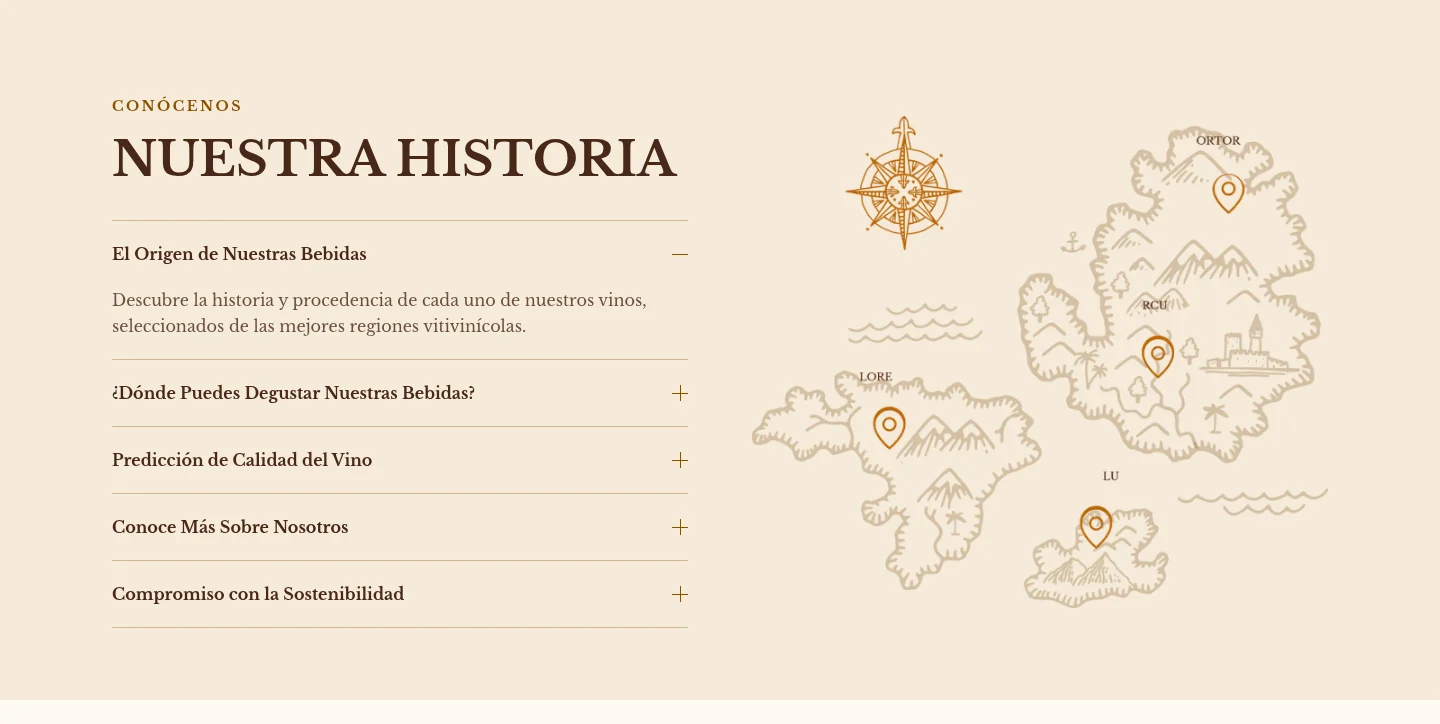 CONÓCENOS
NUESTRA HISTORIA
El Origen de Nuestras Bebidas
Descubre la historia y procedencia de cada uno de nuestros vinos,
seleccionados de las mejores regiones vitivinícolas.
¿Dónde Puedes Degustar Nuestras Bebidas?
Predicción de Calidad del Vino
Conoce Más Sobre Nosotros
Compromiso con la Sostenibilidad
ORTOR
RCU
LORE
LU